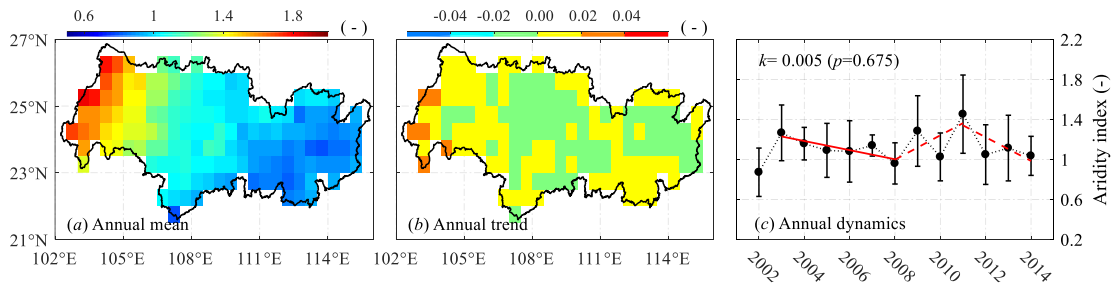 0.6 1 1.4 1.8 (-)
27°N
25°N
23°N
21°N
(a) Annual mean
102°E 105°E 108°E 111°E 114°E
-0.04 -0.02 0.00 0.02 0.04 (-)
(b) Annual trend
102°E 105°E 108°E 111°E 114°E
k= 0.005 (p=0.675)
(c) Annual dynamics
2.2
1.8
1.4
1
0.6
0.2
Aridity index (-)
2002 2004 2006 2008 2010 2012 2014